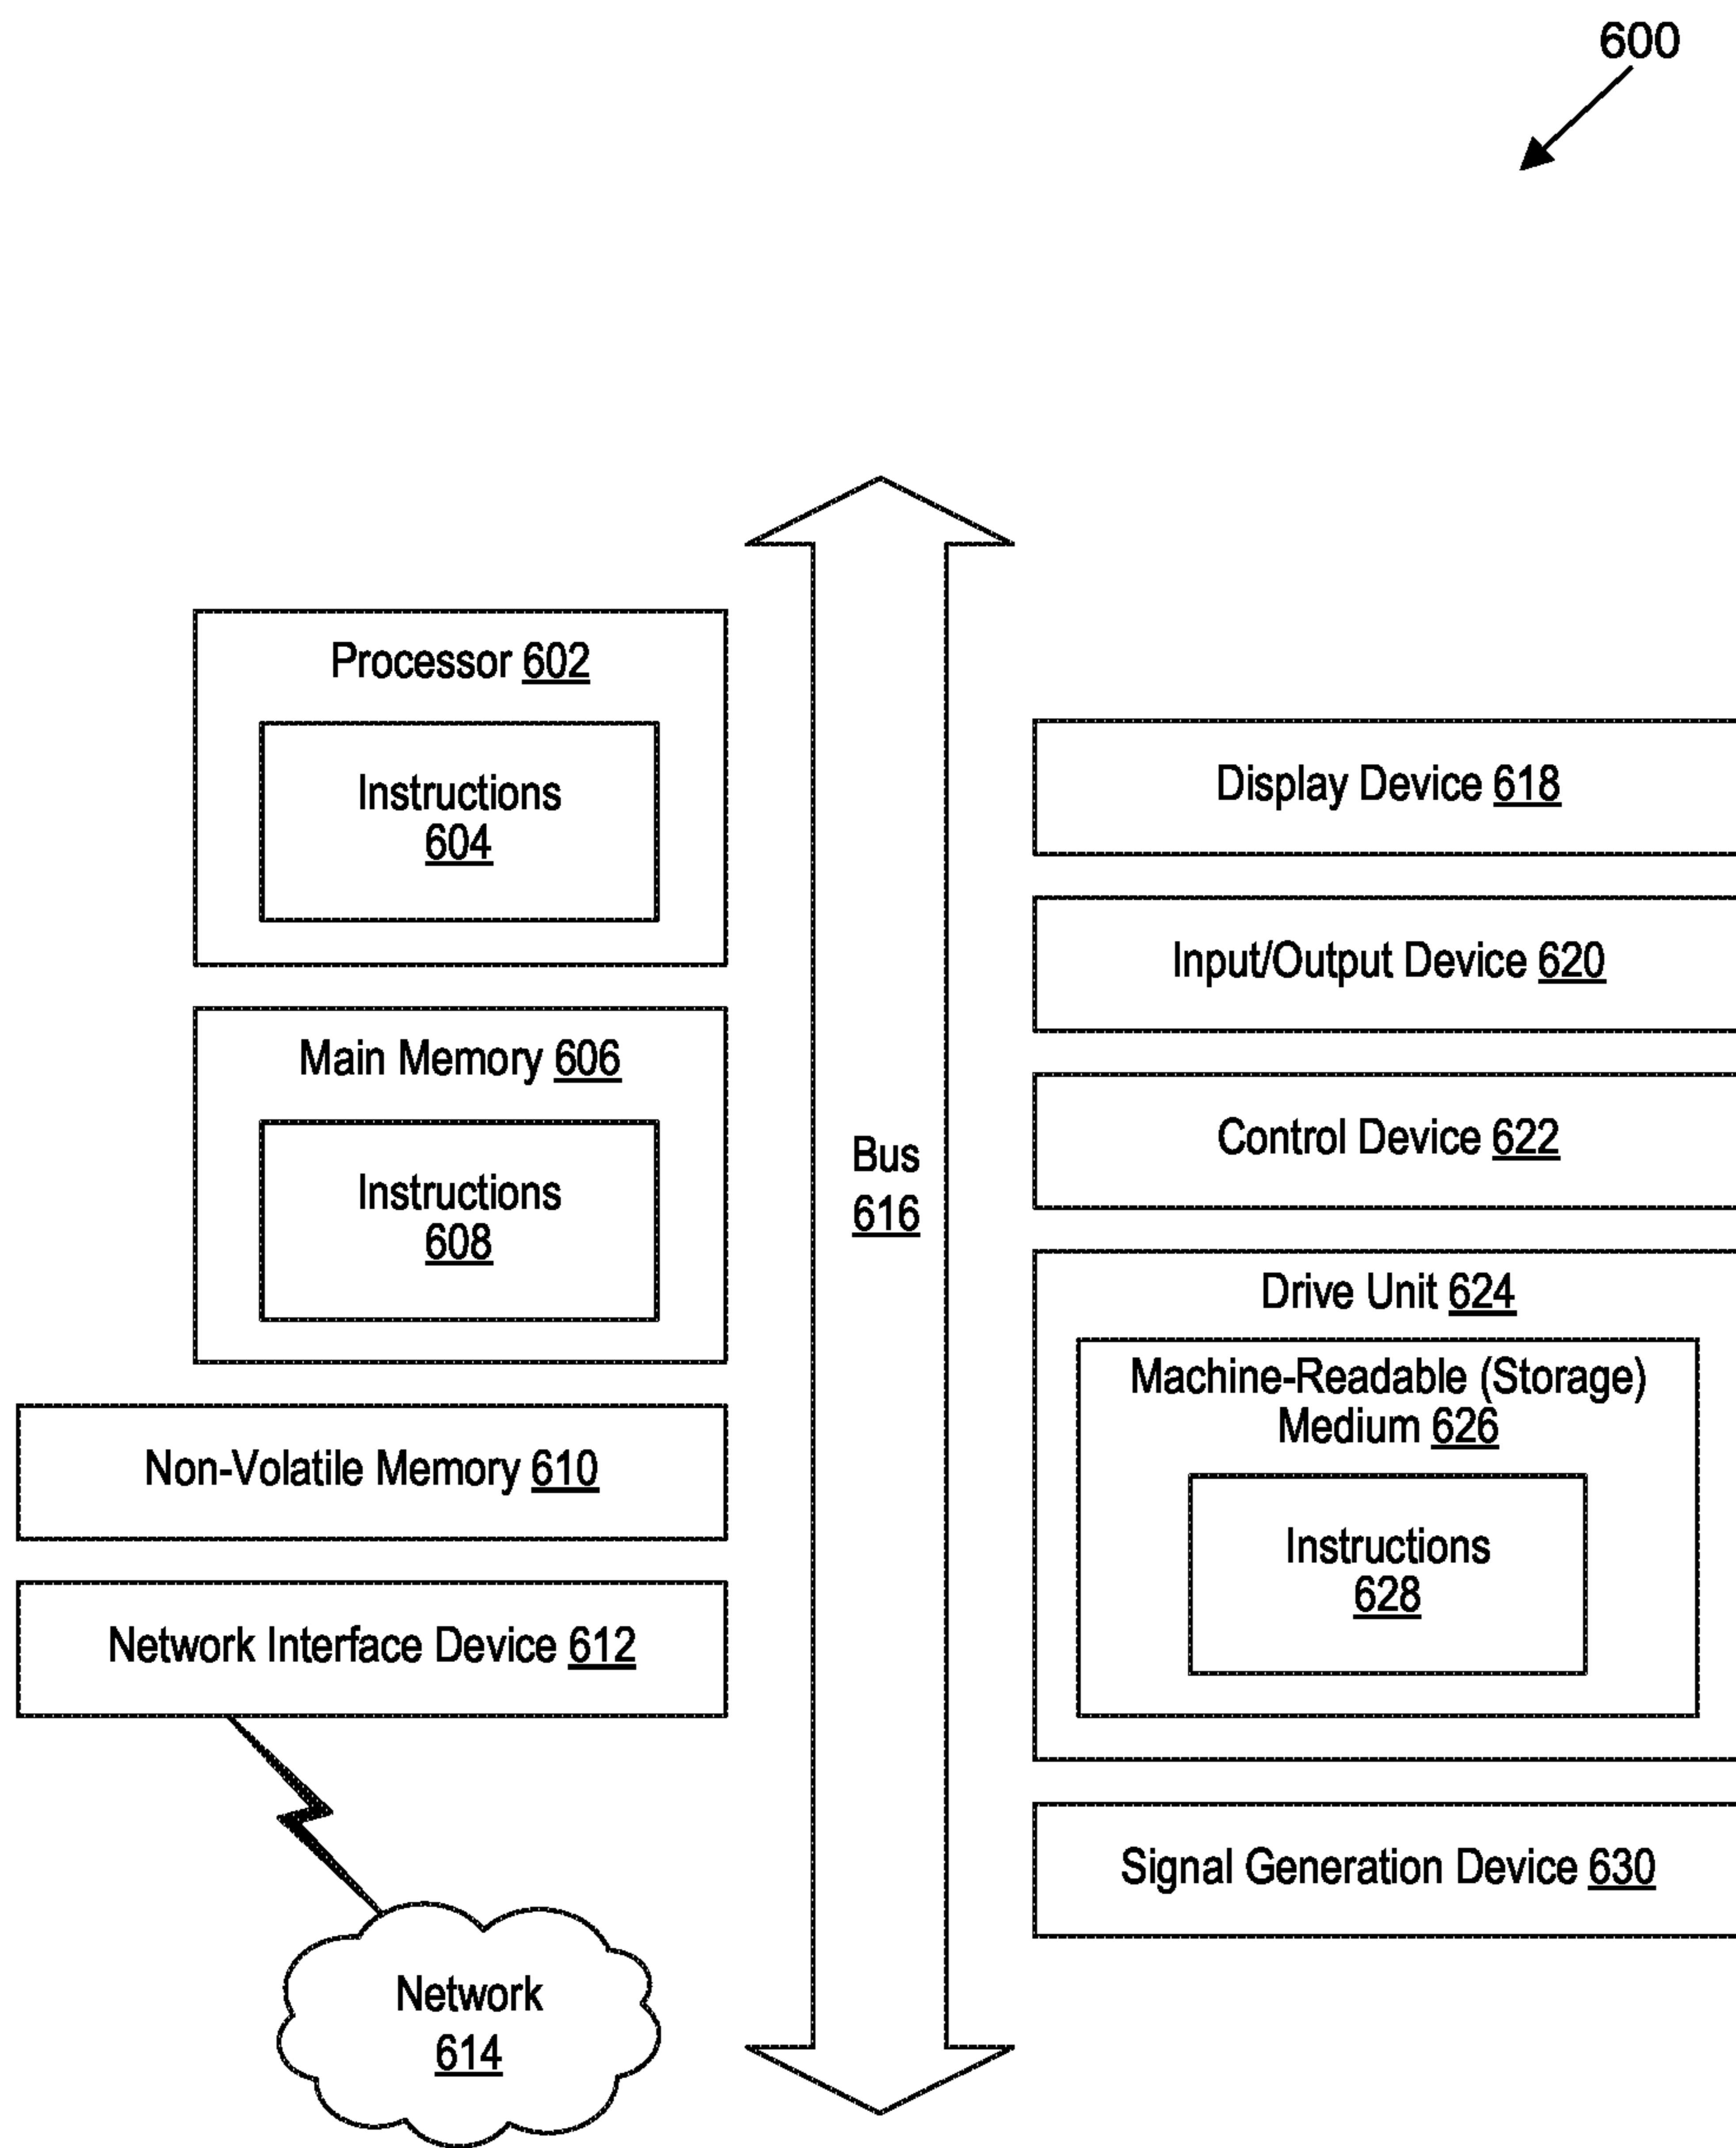 600
Processor 602
Instructions
604
Main Memory 606
Instructions
608
Non-Volatile Memory 610
Network Interface Device 612
Network
614
Bus
616
Display Device 618
Input/Output Device 620
Control Device 622
Drive Unit 624
Machine-Readable (Storage)
Medium 626
Instructions
628
Signal Generation Device 630